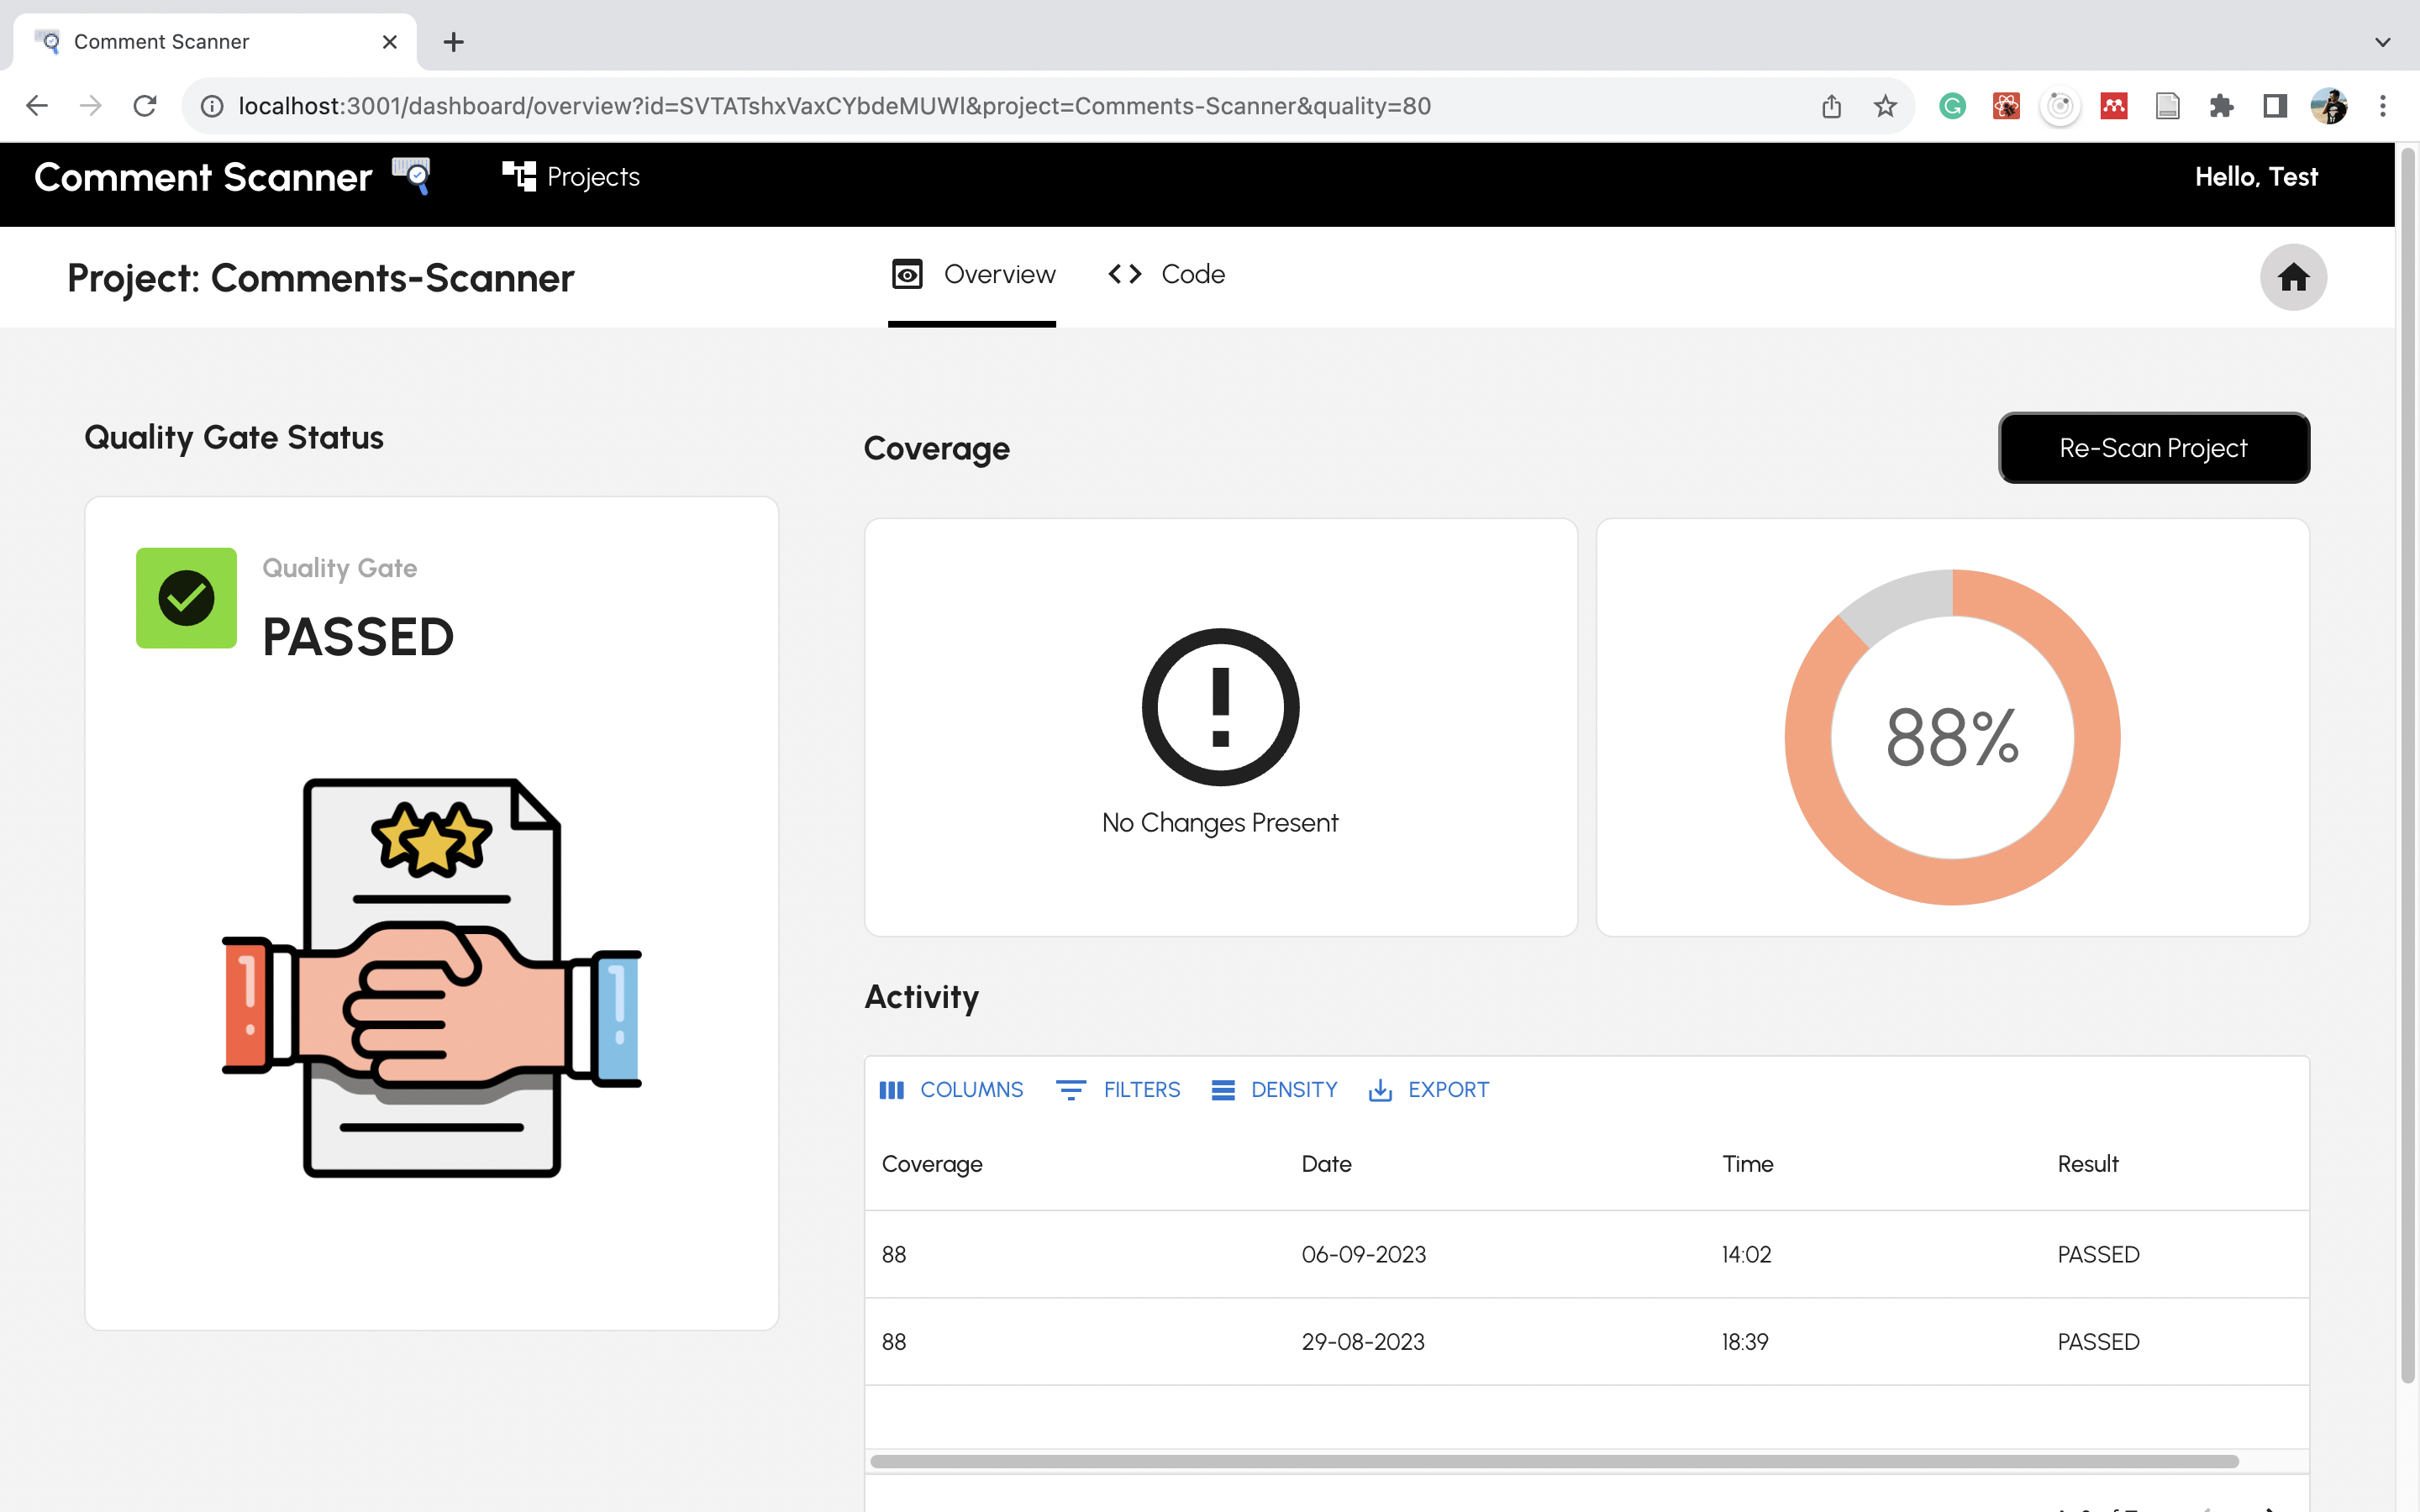 Comment Scanner
localhost:3001/dashboard/overview?id=SVTATshxVaxCYbdeMUWl&project=Comments-Scanner&quality=80
Comment Scanner Projects Hello, Test
Project: Comments-Scanner Overview Code
Quality Gate Status
Quality Gate
PASSED
Coverage
Re-Scan Project
No Changes Present
88%
Activity
COLUMNS FILTERS DENSITY EXPORT
Coverage Date Time Result
88 06-09-2023 14:02 PASSED
88 29-08-2023 18:39 PASSED